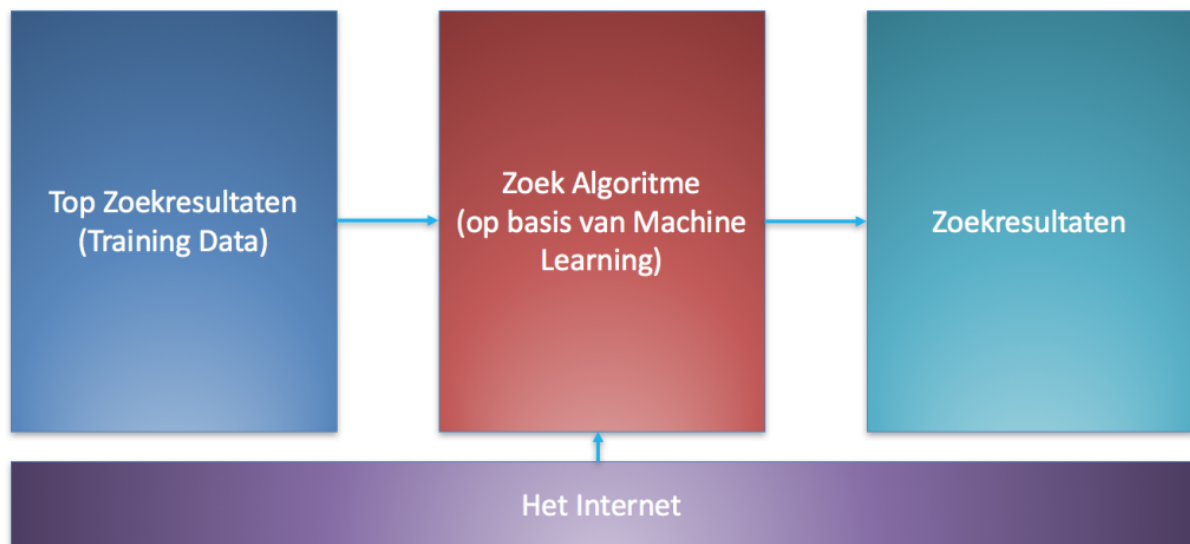 Top Zoekresultaten
(Training Data)
Zoek Algoritme
(op basis van Machine
Learning)
Zoekresultaten
Het Internet